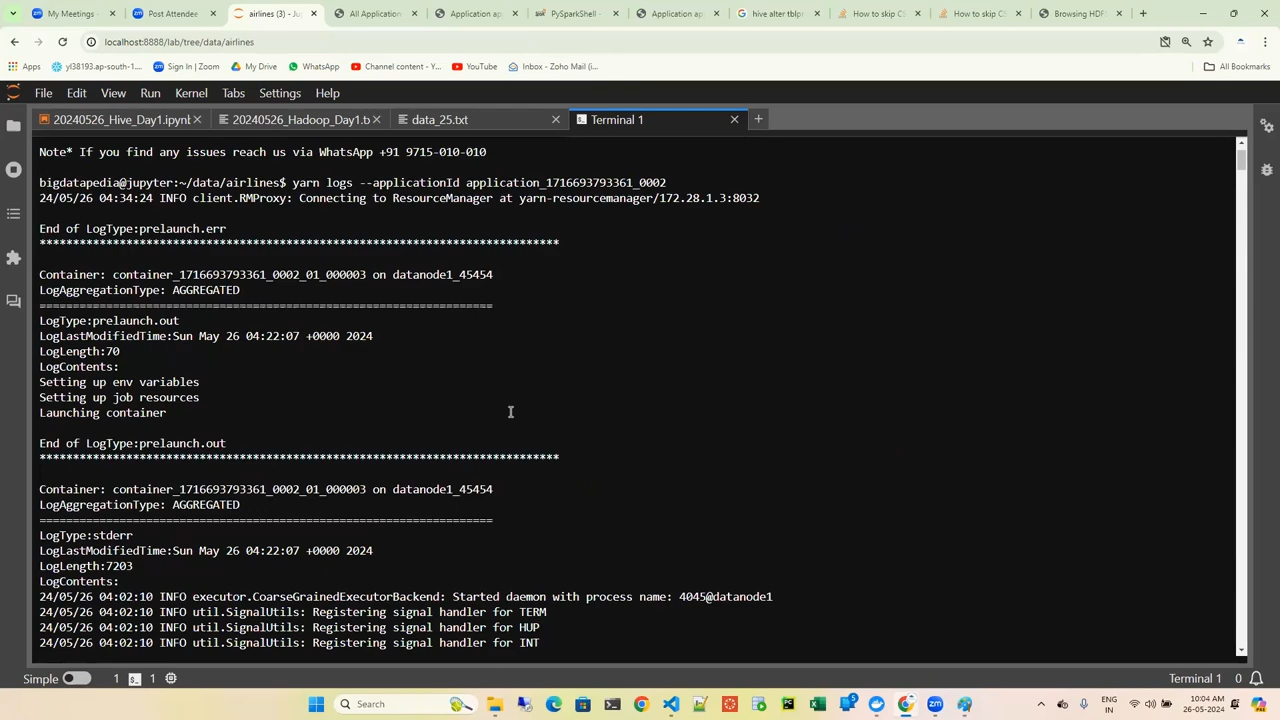 My Meetings
Post Attendee
airlines (3) - Jup
All Application
Application ap
PySparkShell -
Application ap
hive alter tblp
How to skip CS
How to skip CS
Browsing HDF
localhost:8888/lab/tree/data/airlines
Apps
yl38193.ap-south-1....
Sign In | Zoom
My Drive
WhatsApp
Channel content - Y...
YouTube
Inbox - Zoho Mail (i...
All Bookmarks
File Edit View Run Kernel Tabs Settings Help
20240526_Hive_Day1.ipynb
20240526_Hadoop_Day1.b
data_25.txt
Terminal 1
Note* If you find any issues reach us via WhatsApp +91 9715-010-010
bigdatapedia@jupyter:~/data/airlines$ yarn logs --applicationId application_1716693793361_0002
24/05/26 04:34:24 INFO client.RMProxy: Connecting to ResourceManager at yarn-resourcemanager/172.28.1.3:8032
End of LogType:prelaunch.err
******************************************************************************
Container: container_1716693793361_0002_01_000003 on datanode1_45454
LogAggregationType: AGGREGATED
====================================================================
LogType:prelaunch.out
LogLastModifiedTime:Sun May 26 04:22:07 +0000 2024
LogLength:70
LogContents:
Setting up env variables
Setting up job resources
Launching container
End of LogType:prelaunch.out
******************************************************************************
Container: container_1716693793361_0002_01_000003 on datanode1_45454
LogAggregationType: AGGREGATED
====================================================================
LogType:stderr
LogLastModifiedTime:Sun May 26 04:22:07 +0000 2024
LogLength:7203
LogContents:
24/05/26 04:02:10 INFO executor.CoarseGrainedExecutorBackend: Started daemon with process name: 4045@datanode1
24/05/26 04:02:10 INFO util.SignalUtils: Registering signal handler for TERM
24/05/26 04:02:10 INFO util.SignalUtils: Registering signal handler for HUP
24/05/26 04:02:10 INFO util.SignalUtils: Registering signal handler for INT
Simple 1 1
Terminal 1 0
Search
ENG
IN
10:04 AM
26-05-2024